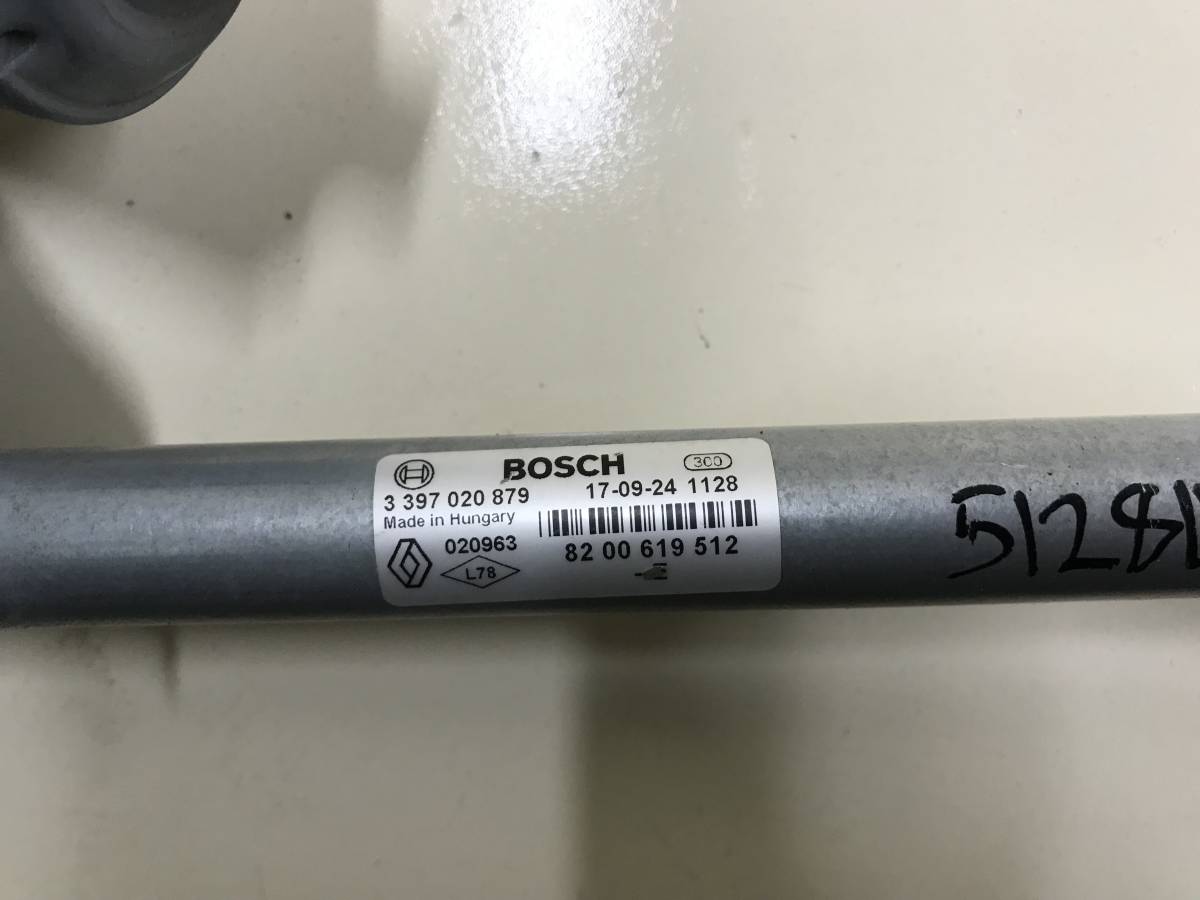 BOSCH 300
3 397 020 879 17-09-24 1128
Made in Hungary
020963 82 00 619 512
L78